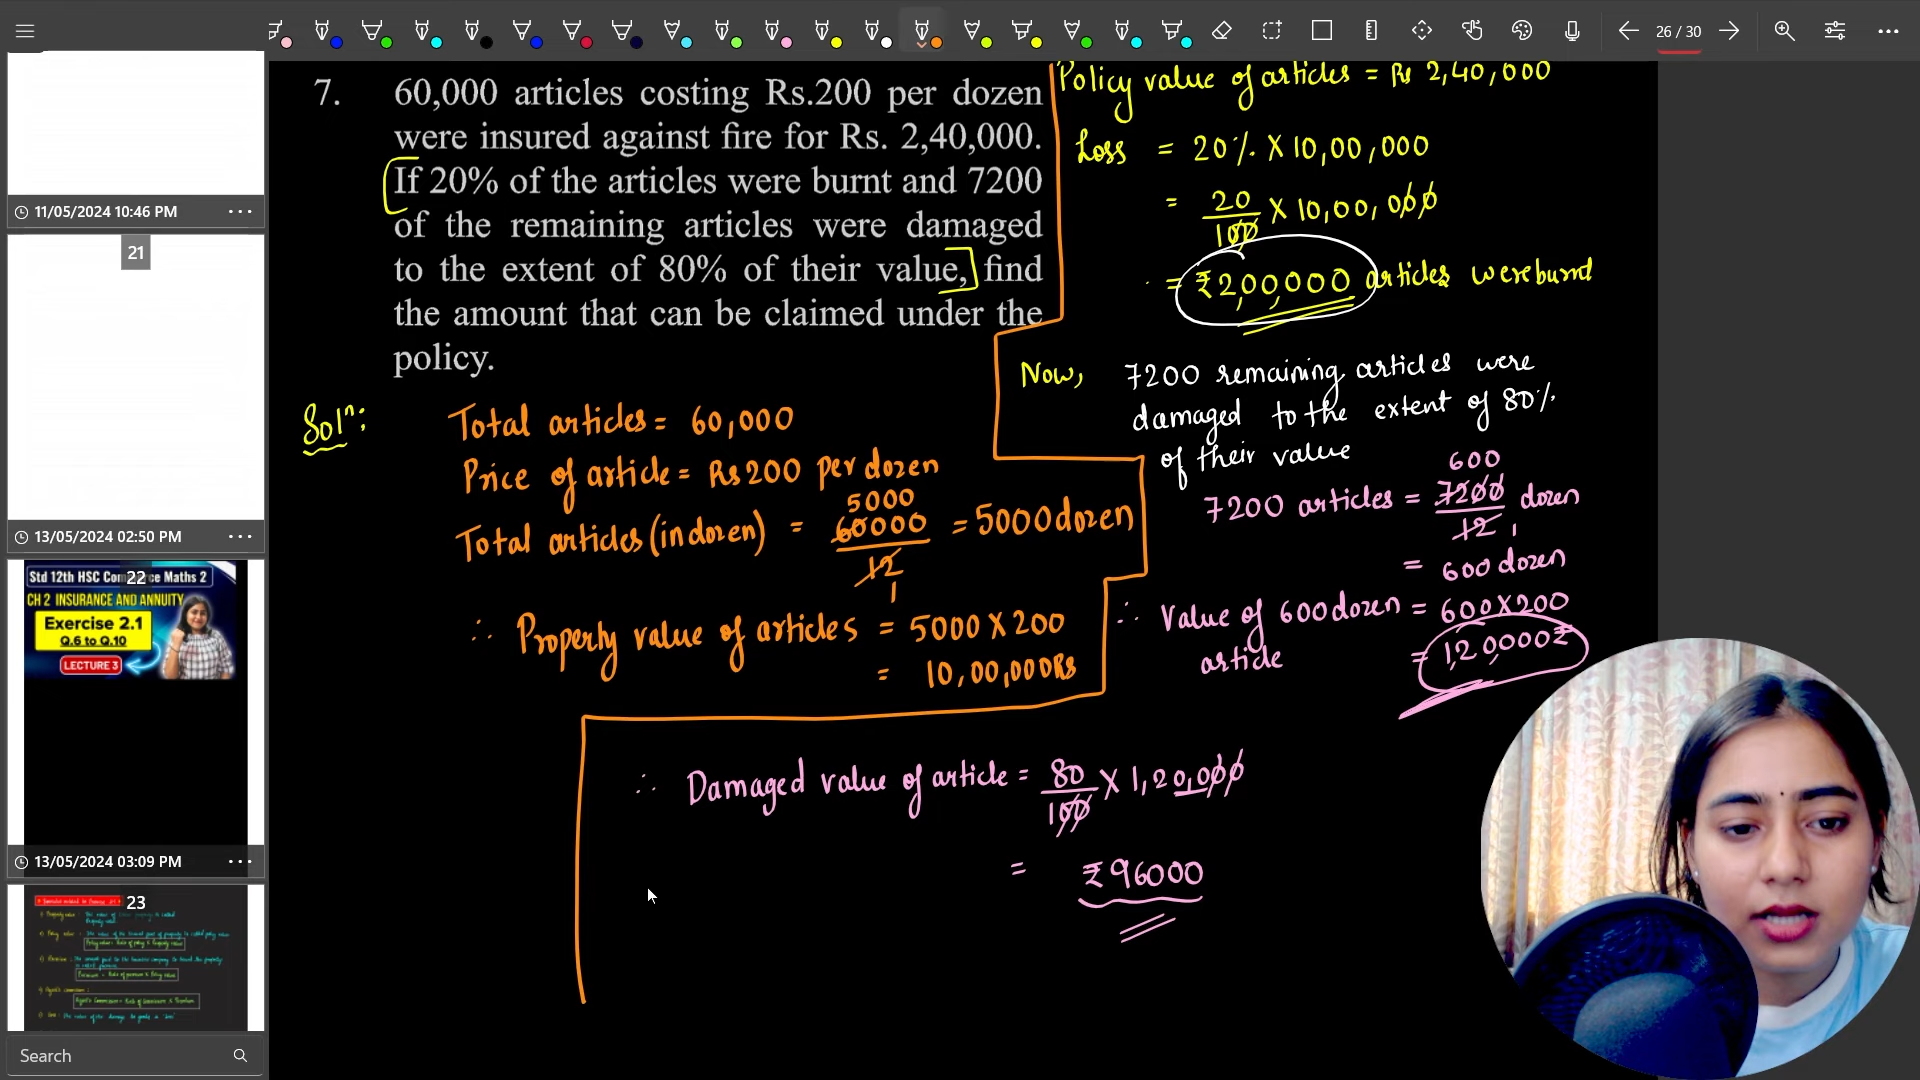 26 / 30
11/05/2024 10:46 PM
21
13/05/2024 02:50 PM
22
Std 12th HSC Commerce Maths 2
CH 2 INSURANCE AND ANNUITY
Exercise 2.1
Q.6 to Q.10
LECTURE 3
13/05/2024 03:09 PM
23
Search
7. 60,000 articles costing Rs.200 per dozen
were insured against fire for Rs. 2,40,000.
If 20% of the articles were burnt and 7200
of the remaining articles were damaged
to the extent of 80% of their value, find
the amount that can be claimed under the
policy.
Solⁿ:
Total articles = 60,000
Price of article = Rs 200 per dozen
5000
Total articles (in dozen) = 60000/12 = 5000 dozen
1
∴ Property value of articles = 5000 X 200
= 10,00,000Rs
Policy value of articles = Rs 2,40,000
Loss = 20% X 10,00,000
= 20/100 X 10,00,000
= ₹2,00,000 articles were burnd
Now, 7200 remaining articles were
damaged to the extent of 80%
of their value
600
7200 articles = 7200/12 dozen
1
= 600 dozen
∴ Value of 600 dozen = 600X200
article = 1,20,000₹
∴ Damaged value of article = 80/100 X 1,20,000
= ₹96000